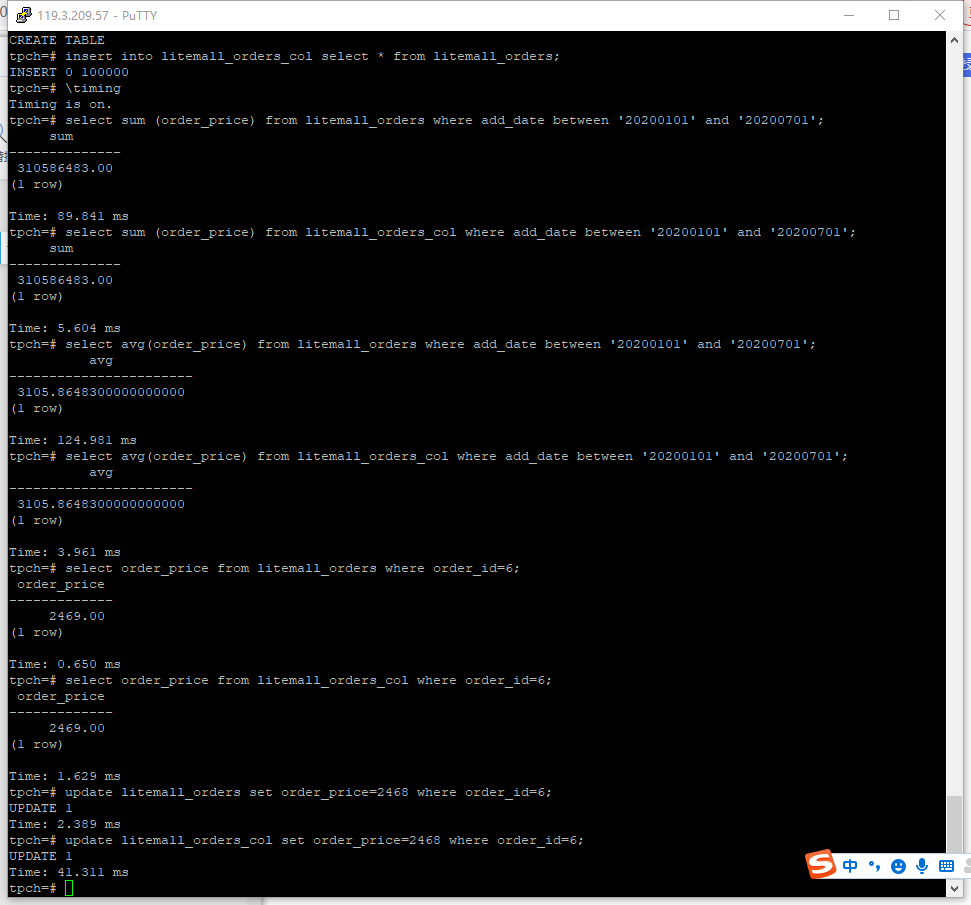 119.3.209.57 - PuTTY
CREATE TABLE
tpch=# insert into litemall_orders_col select * from litemall_orders;
INSERT 0 100000
tpch=# \timing
Timing is on.
tpch=# select sum (order_price) from litemall_orders where add_date between '20200101' and '20200701';
sum
--------------
310586483.00
(1 row)
Time: 89.841 ms
tpch=# select sum (order_price) from litemall_orders_col where add_date between '20200101' and '20200701';
sum
--------------
310586483.00
(1 row)
Time: 5.604 ms
tpch=# select avg(order_price) from litemall_orders where add_date between '20200101' and '20200701';
avg
-----------------------
3105.8648300000000000
(1 row)
Time: 124.981 ms
tpch=# select avg(order_price) from litemall_orders_col where add_date between '20200101' and '20200701';
avg
-----------------------
3105.8648300000000000
(1 row)
Time: 3.961 ms
tpch=# select order_price from litemall_orders where order_id=6;
order_price
-------------
2469.00
(1 row)
Time: 0.650 ms
tpch=# select order_price from litemall_orders_col where order_id=6;
order_price
-------------
2469.00
(1 row)
Time: 1.629 ms
tpch=# update litemall_orders set order_price=2468 where order_id=6;
UPDATE 1
Time: 2.389 ms
tpch=# update litemall_orders_col set order_price=2468 where order_id=6;
UPDATE 1
Time: 41.311 ms
tpch=#
S 中